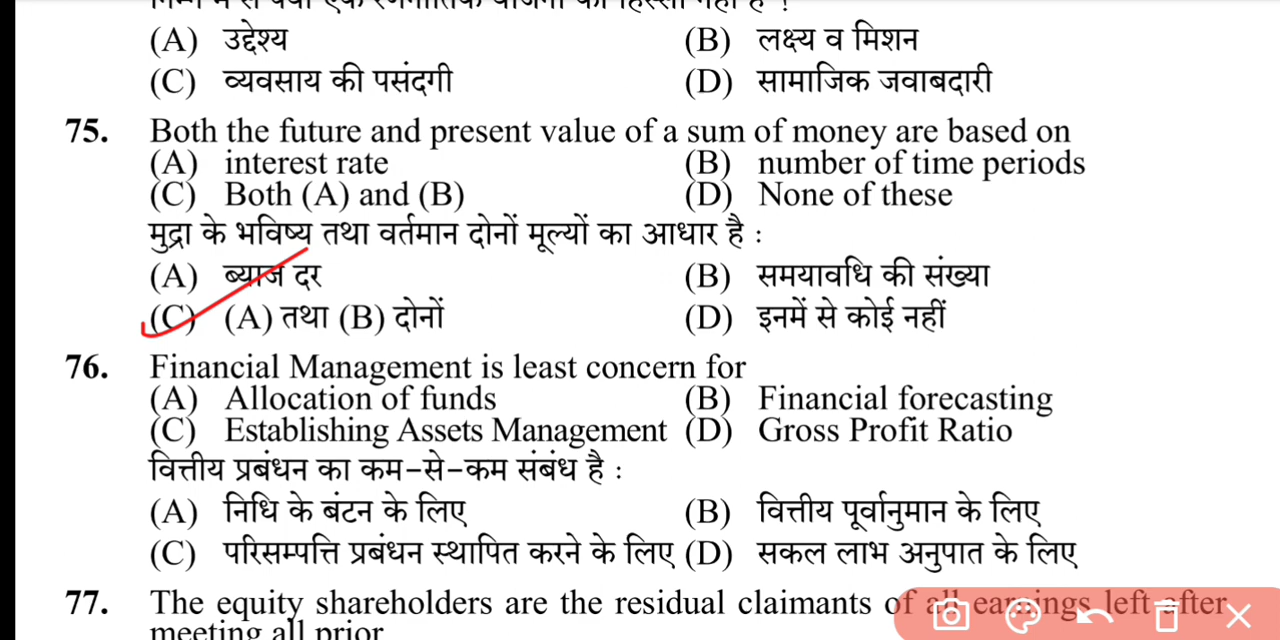 (A) उद्देश्य (B) लक्ष्य व मिशन
(C) व्यवसाय की पसंदगी (D) सामाजिक जवाबदारी
75. Both the future and present value of a sum of money are based on
(A) interest rate (B) number of time periods
(C) Both (A) and (B) (D) None of these
मुद्रा के भविष्य तथा वर्तमान दोनों मूल्यों का आधार है :
(A) ब्याज दर (B) समयावधि की संख्या
(C) (A) तथा (B) दोनों (D) इनमें से कोई नहीं
76. Financial Management is least concern for
(A) Allocation of funds (B) Financial forecasting
(C) Establishing Assets Management (D) Gross Profit Ratio
वित्तीय प्रबंधन का कम-से-कम संबंध है :
(A) निधि के बंटन के लिए (B) वित्तीय पूर्वानुमान के लिए
(C) परिसम्पत्ति प्रबंधन स्थापित करने के लिए (D) सकल लाभ अनुपात के लिए
77. The equity shareholders are the residual claimants of all earnings left after
meeting all prior